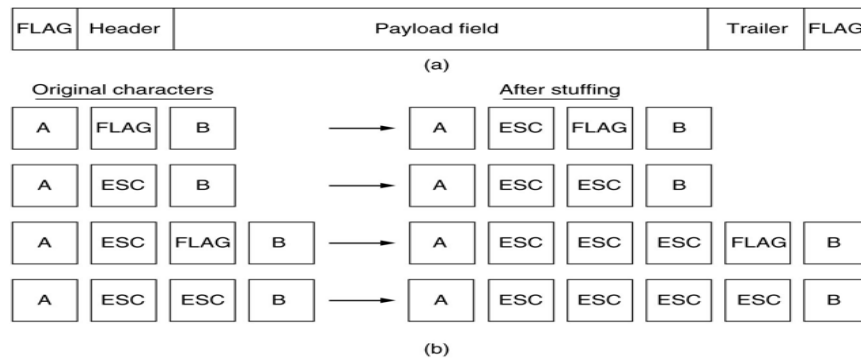 FLAG Header Payload field Trailer FLAG
(a)
Original characters After stuffing
A FLAG B A ESC FLAG B
A ESC B A ESC ESC B
A ESC FLAG B A ESC ESC ESC FLAG B
A ESC ESC B A ESC ESC ESC ESC B
(b)